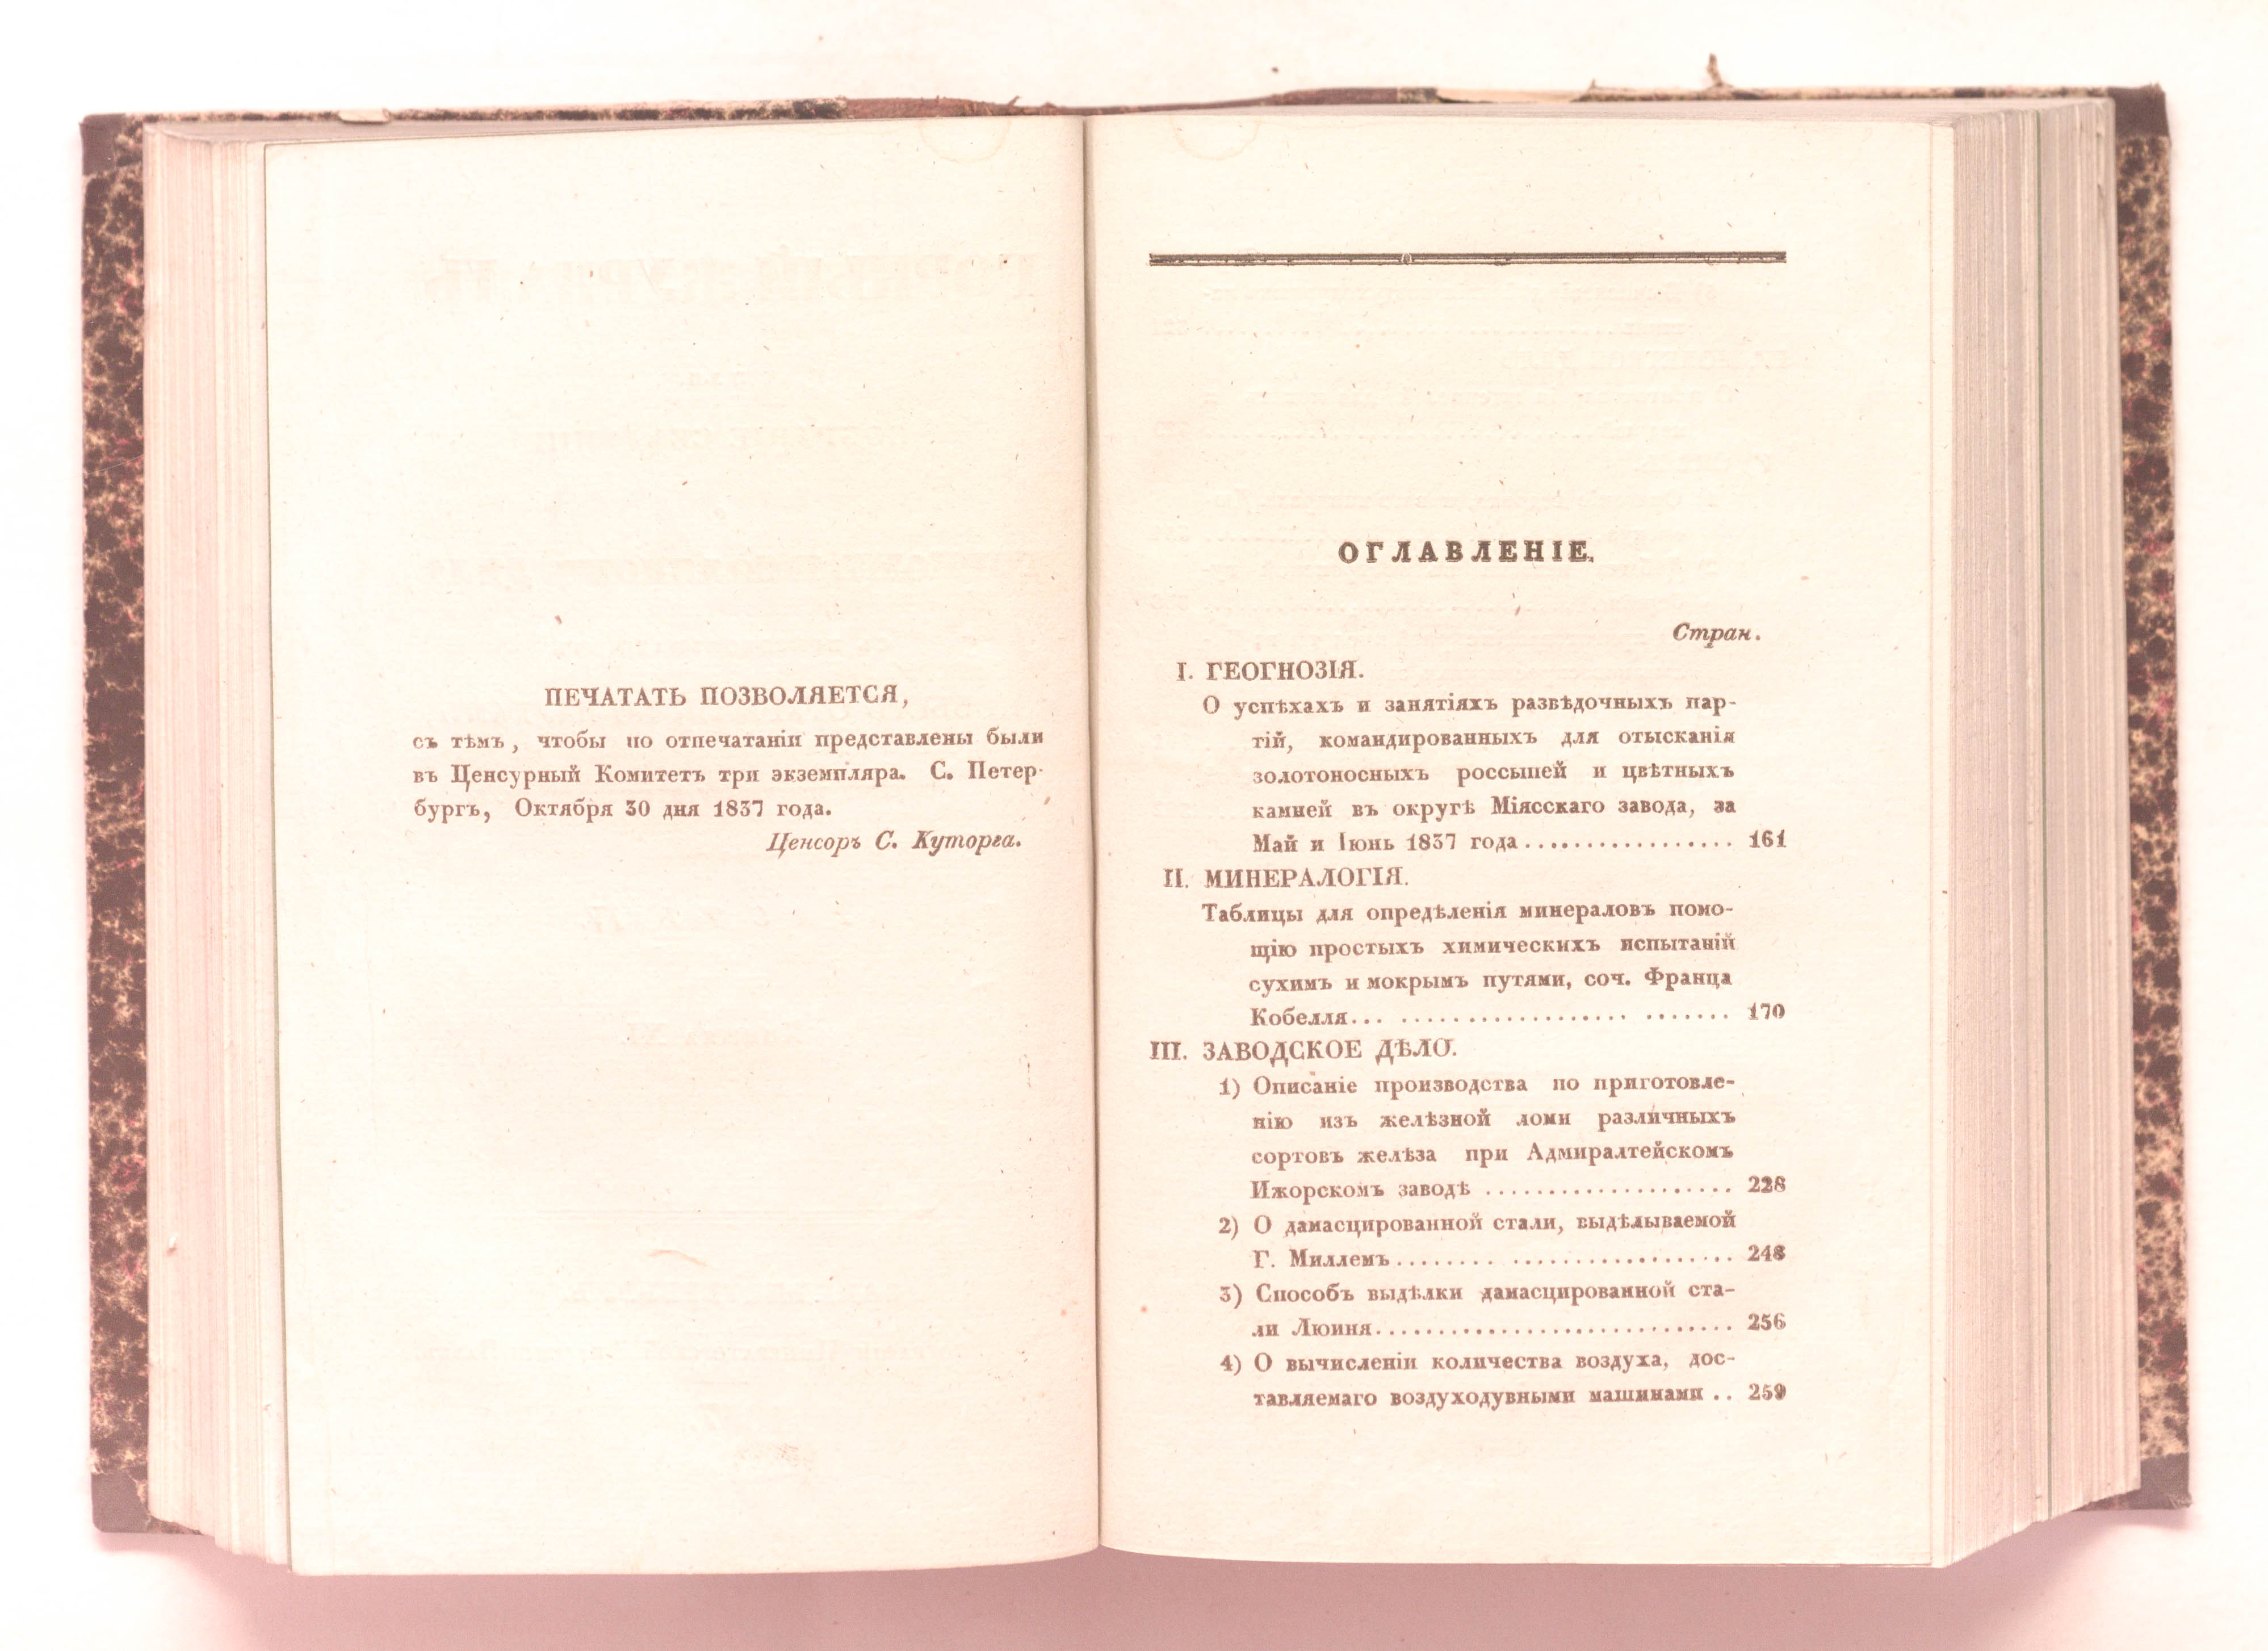 ПЕЧАТАТЬ ПОЗВОЛЯЕТСЯ,
съ тѣмъ, чтобы по отпечатаніи представлены были
въ Ценсурный Комитетъ три экземпляра. С. Петер-
бургъ, Октября 30 дня 1837 года.
Ценсоръ С. Куторга.
ОГЛАВЛЕНІЕ.
Стран.
I. ГЕОГНОЗІЯ.
О успѣхахъ и занятіяхъ развѣдочныхъ пар-
тій, командированныхъ для отысканія
золотоносныхъ россыпей и цвѣтныхъ
камней въ округѣ Міясскаго завода, за
Май и Іюнь 1837 года................. 161
II. МИНЕРАЛОГІЯ.
Таблицы для опредѣленія минераловъ помо-
щію простыхъ химическихъ испытаній
сухимъ и мокрымъ путями, соч. Франца
Кобелля... .................. ....... 170
III. ЗАВОДСКОЕ ДѢЛО.
1) Описаніе производства по приготовле-
нію изъ желѣзной ломи различныхъ
сортовъ желѣза при Адмиралтейскомъ
Ижорскомъ заводѣ .................... 228
2) О дамасцированной стали, выдѣлываемой
Г. Миллемъ........ .................. 248
3) Способъ выдѣлки дамасцированной ста-
ли Люиня............................. 256
4) О вычисленіи количества воздуха, дос-
тавляемаго воздуходувными машинами .. 259